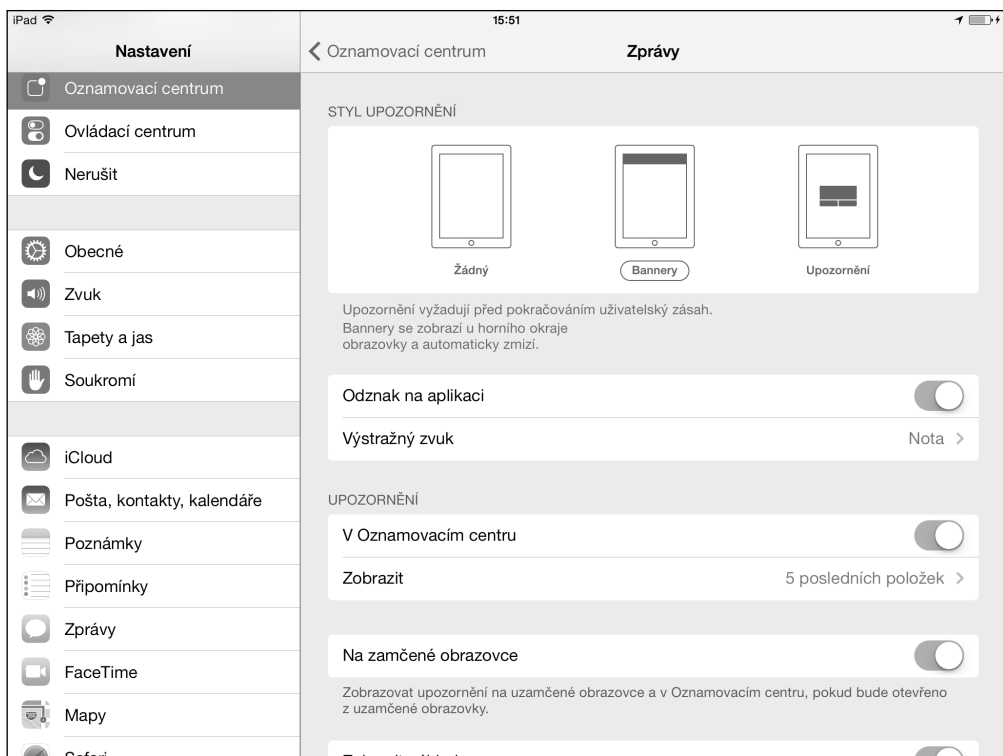 iPad
15:51
Nastavení
Oznamovací centrum
Ovládací centrum
Nerušit
Obecné
Zvuk
Tapety a jas
Soukromí
iCloud
Pošta, kontakty, kalendáře
Poznámky
Připomínky
Zprávy
FaceTime
Mapy
Oznamovací centrum
Zprávy
STYL UPOZORNĚNÍ
Žádný
Bannery
Upozornění
Upozornění vyžadují před pokračováním uživatelský zásah.
Bannery se zobrazí u horního okraje
obrazovky a automaticky zmizí.
Odznak na aplikaci
Výstražný zvuk Nota
UPOZORNĚNÍ
V Oznamovacím centru
Zobrazit 5 posledních položek
Na zamčené obrazovce
Zobrazovat upozornění na uzamčené obrazovce a v Oznamovacím centru, pokud bude otevřeno
z uzamčené obrazovky.